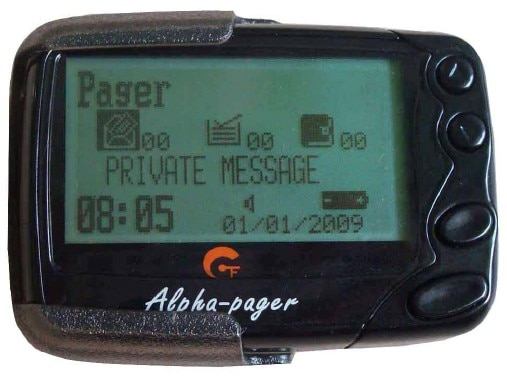 Pager
00 00 00
PRIVATE MESSAGE
08:05
01/01/2009
F
Alpha-pager